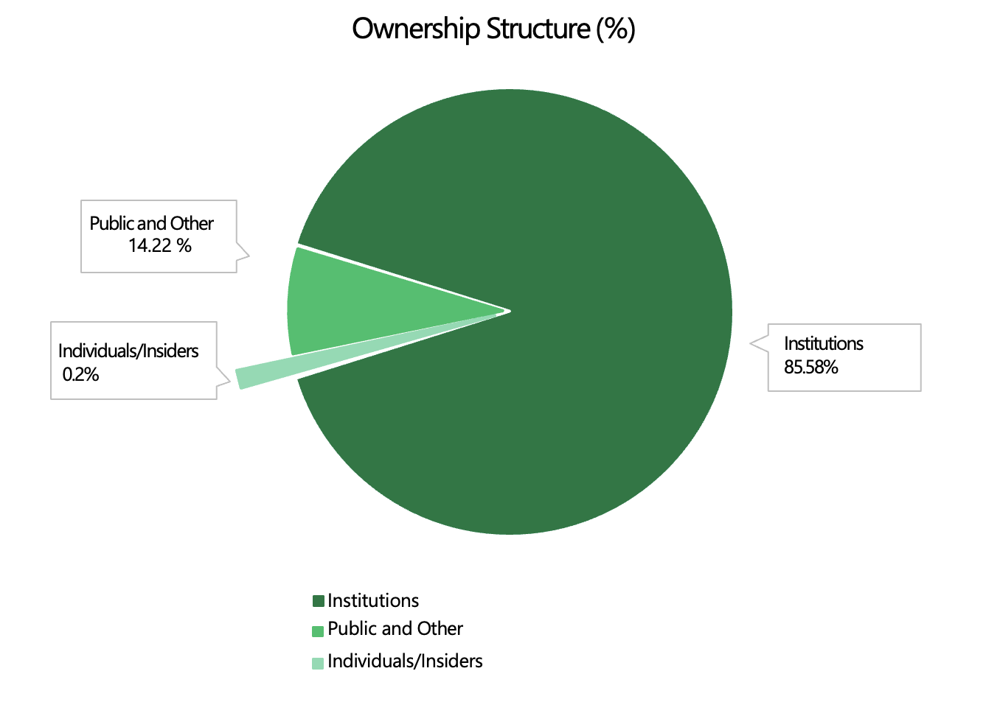 Ownership Structure (%)
Public and Other
14.22 %
Individuals/Insiders
0.2%
Institutions
85.58%
Institutions
Public and Other
Individuals/Insiders